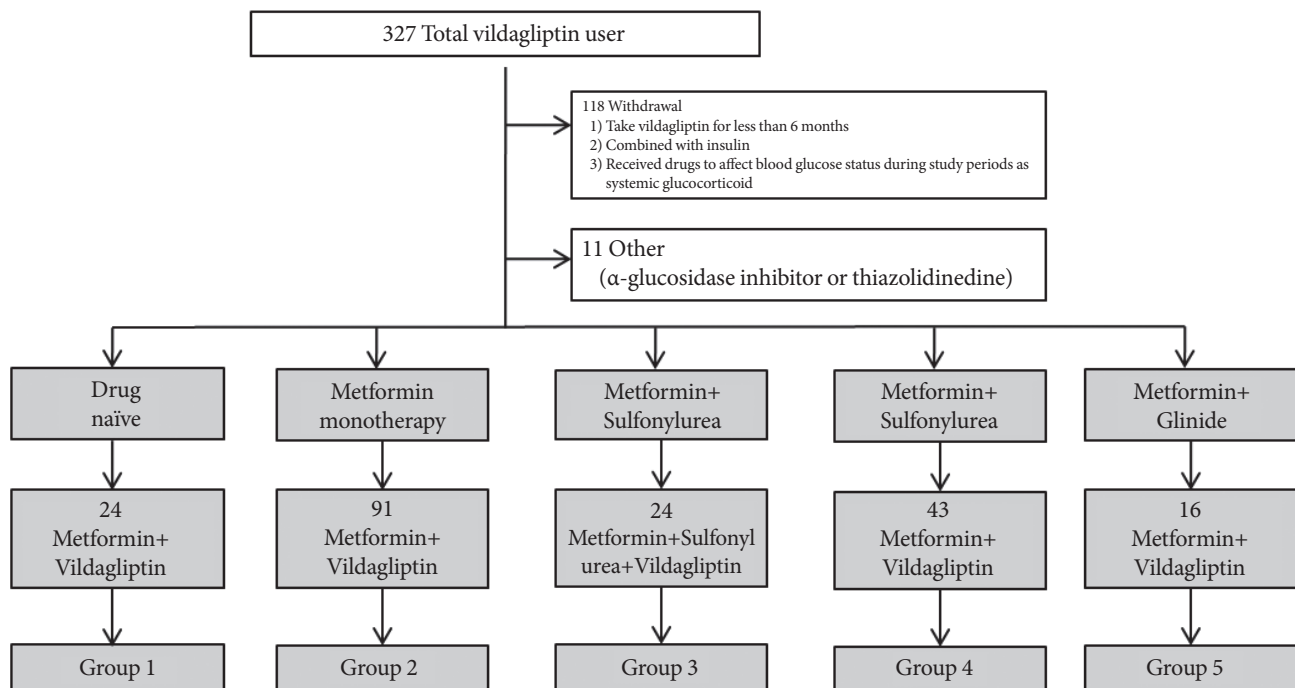 327 Total vildagliptin user
118 Withdrawal
1) Take vildagliptin for less than 6 months
2) Combined with insulin
3) Received drugs to affect blood glucose status during study periods as
systemic glucocorticoid
11 Other
(α-glucosidase inhibitor or thiazolidinedine)
Drug
naïve
Metformin
monotherapy
Metformin+
Sulfonylurea
Metformin+
Sulfonylurea
Metformin+
Glinide
24
Metformin+
Vildagliptin
91
Metformin+
Vildagliptin
24
Metformin+Sulfonyl
urea+Vildagliptin
43
Metformin+
Vildagliptin
16
Metformin+
Vildagliptin
Group 1
Group 2
Group 3
Group 4
Group 5